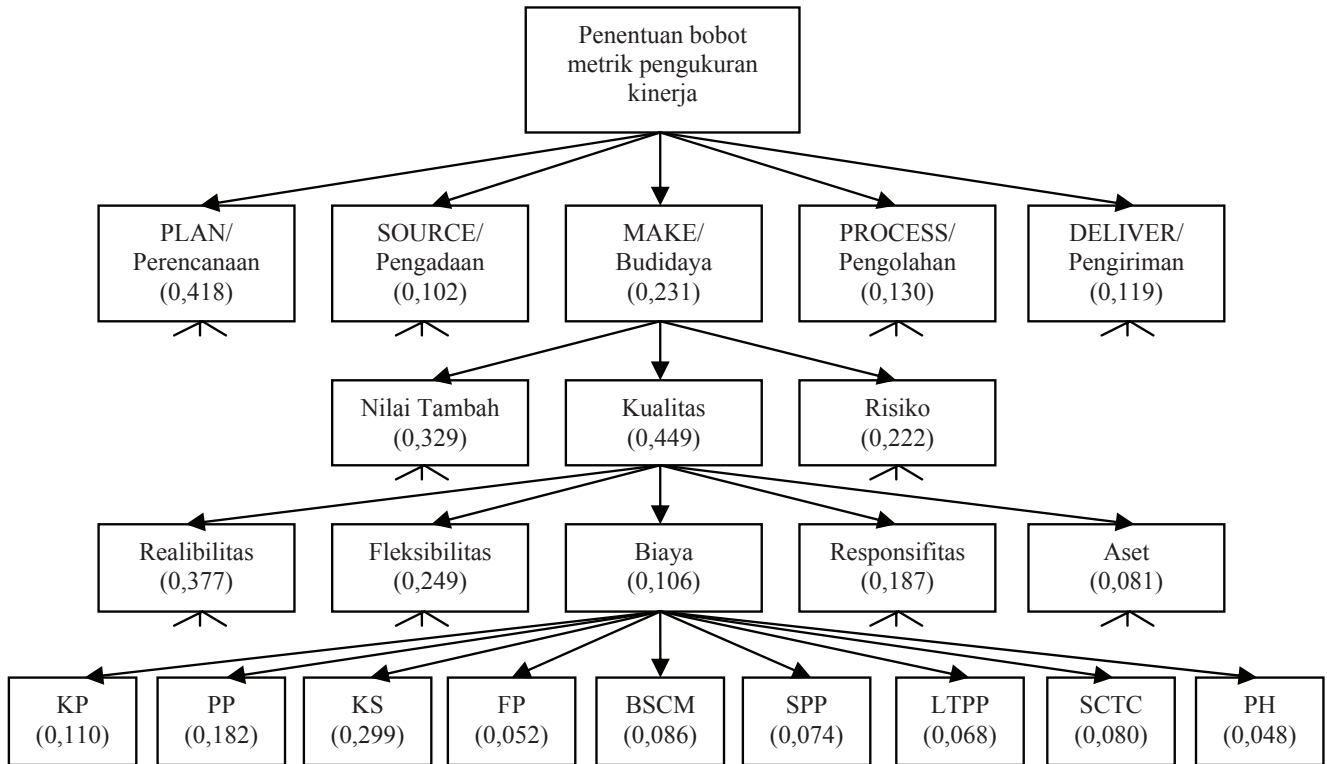 Penentuan bobot
metrik pengukuran
kinerja
PLAN/
Perencanaan
(0,418)
SOURCE/
Pengadaan
(0,102)
MAKE/
Budidaya
(0,231)
PROCESS/
Pengolahan
(0,130)
DELIVER/
Pengiriman
(0,119)
Nilai Tambah
(0,329)
Kualitas
(0,449)
Risiko
(0,222)
Realibilitas
(0,377)
Fleksibilitas
(0,249)
Biaya
(0,106)
Responsifitas
(0,187)
Aset
(0,081)
KP
(0,110)
PP
(0,182)
KS
(0,299)
FP
(0,052)
BSCM
(0,086)
SPP
(0,074)
LTPP
(0,068)
SCTC
(0,080)
PH
(0,048)